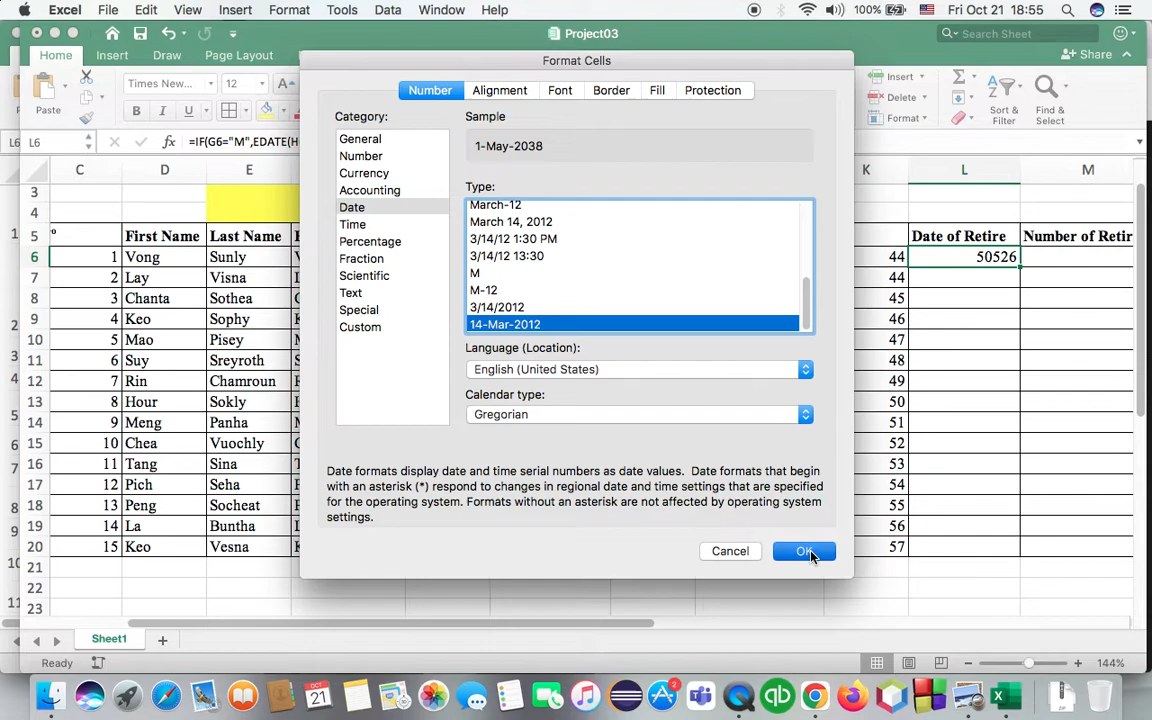 Excel File Edit View Insert Format Tools Data Window Help 100% Fri Oct 21 18:55
Project03 Search Sheet
Home Insert Draw Page Layout Share
Paste Times New... 12 A B I U Insert Delete Format Sort & Filter Find & Select
L6 L6 fx =IF(G6="M",EDATE(H
Format Cells
Number Alignment Font Border Fill Protection
Category:
General
Number
Currency
Accounting
Date
Time
Percentage
Fraction
Scientific
Text
Special
Custom
Sample
1-May-2038
Type:
March-12
March 14, 2012
3/14/12 1:30 PM
3/14/12 13:30
M
M-12
3/14/2012
14-Mar-2012
Language (Location):
English (United States)
Calendar type:
Gregorian
Date formats display date and time serial numbers as date values. Date formats that begin
with an asterisk (*) respond to changes in regional date and time settings that are specified
for the operating system. Formats without an asterisk are not affected by operating system
settings.
Cancel OK
C D E K L M
3
4
5 First Name Last Name Date of Retire Number of Retir
6 1 Vong Sunly 44 50526
7 2 Lay Visna 44
8 3 Chanta Sothea 45
9 4 Keo Sophy 46
10 5 Mao Pisey 47
11 6 Suy Sreyroth 48
12 7 Rin Chamroun 49
13 8 Hour Sokly 50
14 9 Meng Panha 51
15 10 Chea Vuochly 52
16 11 Tang Sina 53
17 12 Pich Seha 54
18 13 Peng Socheat 55
19 14 La Buntha 56
20 15 Keo Vesna 57
21
22
23
Sheet1
Ready 144%
OCT
21
2